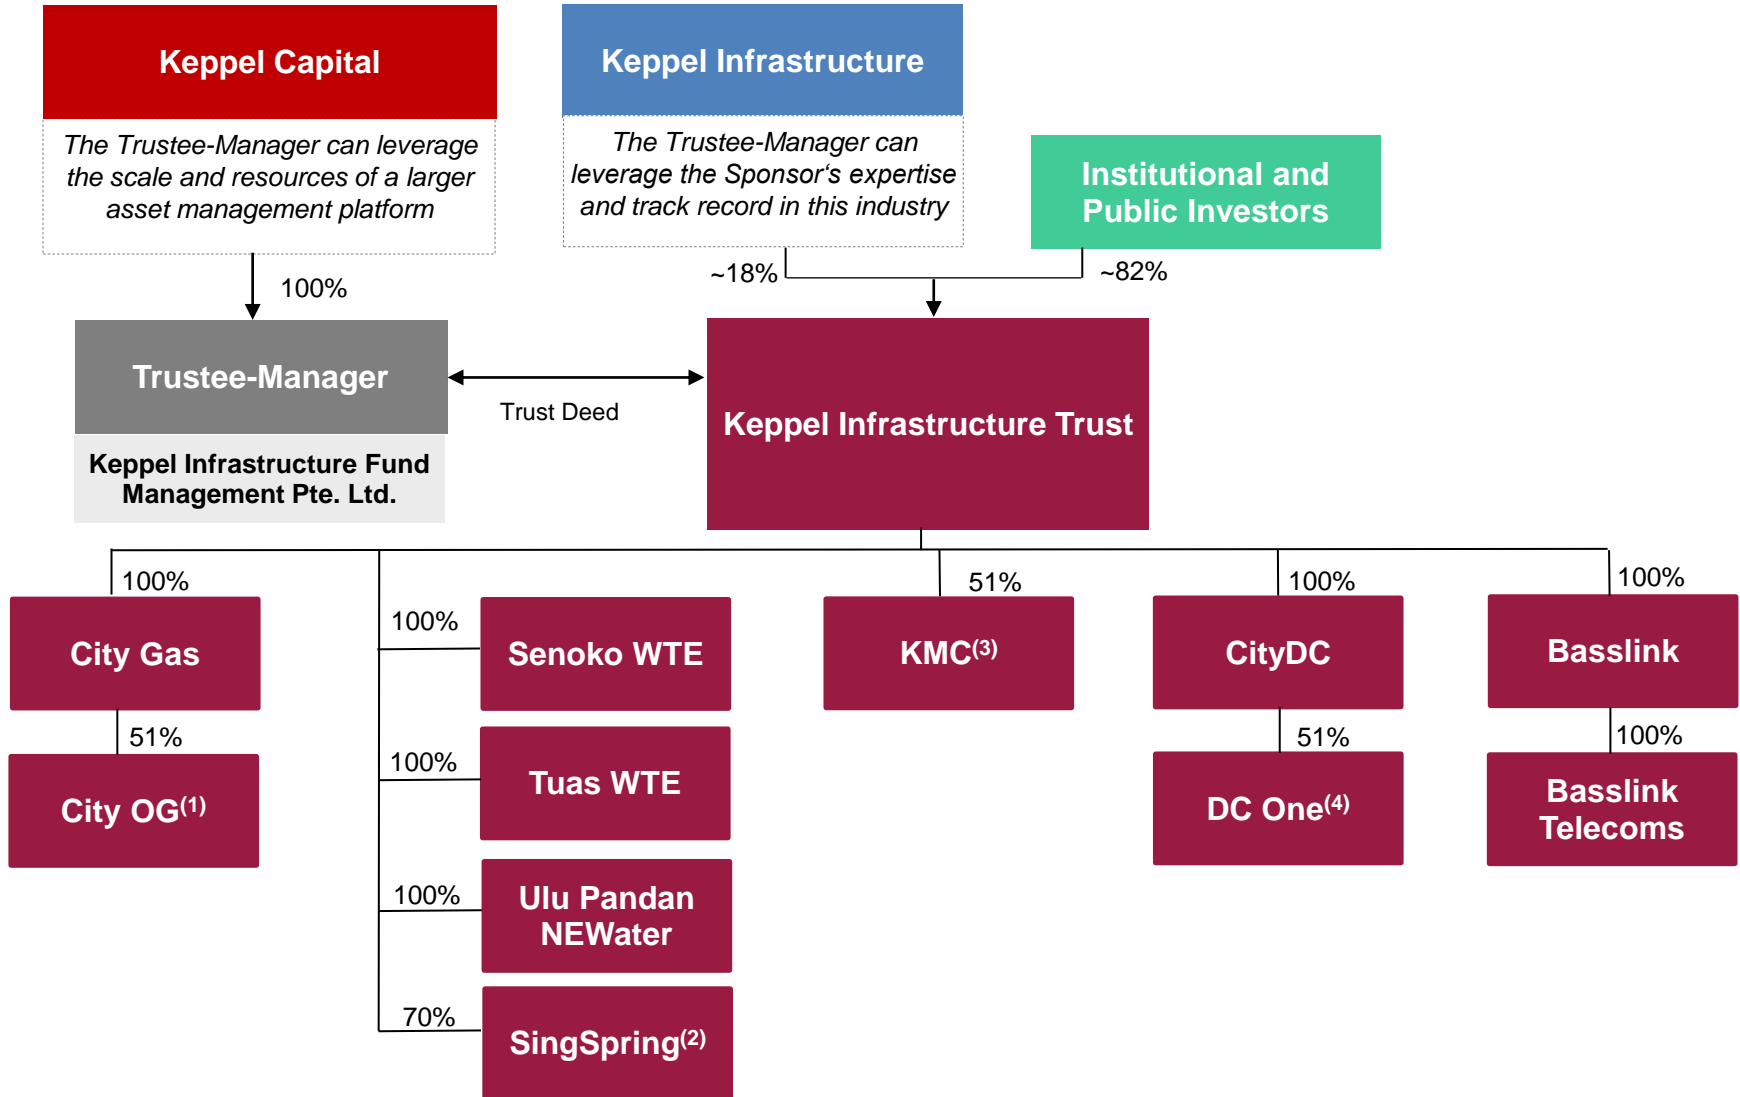 Keppel Capital
The Trustee-Manager can leverage
the scale and resources of a larger
asset management platform
Keppel Infrastructure
The Trustee-Manager can
leverage the Sponsor‘s expertise
and track record in this industry
Institutional and
Public Investors
100%
~18%
~82%
Trustee-Manager
Keppel Infrastructure Fund
Management Pte. Ltd.
Trust Deed
Keppel Infrastructure Trust
100%
City Gas
51%
City OG(1)
100%
Senoko WTE
100%
Tuas WTE
100%
Ulu Pandan
NEWater
70%
SingSpring(2)
51%
KMC(3)
100%
CityDC
51%
DC One(4)
100%
Basslink
100%
Basslink
Telecoms